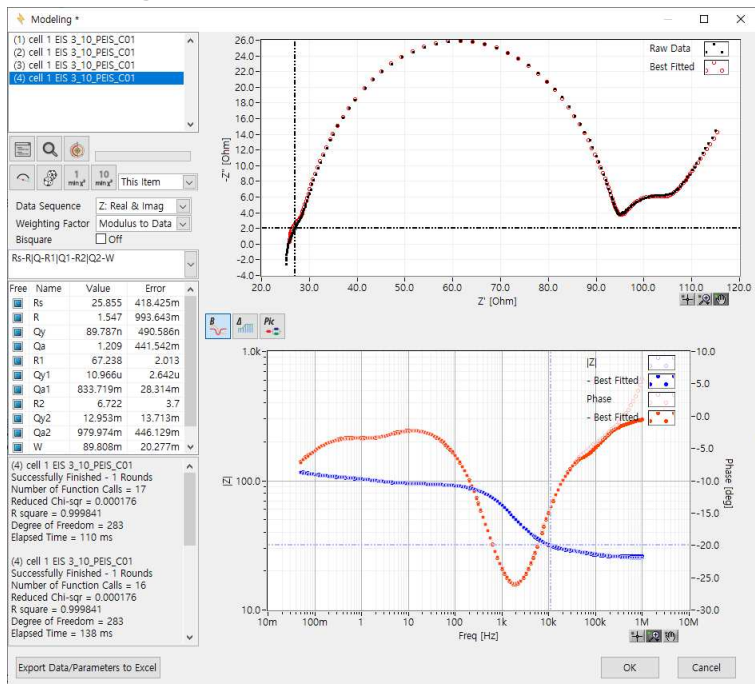 Modeling *
(1) cell 1 EIS 3_10_PEIS_C01
(2) cell 1 EIS 3_10_PEIS_C01
(3) cell 1 EIS 3_10_PEIS_C01
(4) cell 1 EIS 3_10_PEIS_C01
1 min χ²
10 min χ²
This Item
Data Sequence Z: Real & Imag
Weighting Factor Modulus to Data
Bisquare Off
Rs-R|Q-R1|Q1-R2|Q2-W
Free Name Value Error
Rs 25.855 418.425m
R 1.547 993.643m
Qy 89.787n 490.586n
Qa 1.209 441.542m
R1 67.238 2.013
Qy1 10.966u 2.642u
Qa1 833.719m 28.314m
R2 6.722 3.7
Qy2 12.953m 13.713m
Qa2 979.974m 446.129m
W 89.808m 20.277m
(4) cell 1 EIS 3_10_PEIS_C01
Successfully Finished - 1 Rounds
Number of Function Calls = 17
Reduced Chi-sqr = 0.000176
R square = 0.999841
Degree of Freedom = 283
Elapsed Time = 110 ms
(4) cell 1 EIS 3_10_PEIS_C01
Successfully Finished - 1 Rounds
Number of Function Calls = 16
Reduced Chi-sqr = 0.000176
R square = 0.999841
Degree of Freedom = 283
Elapsed Time = 138 ms
Export Data/Parameters to Excel
-Z'' [Ohm]
26.0
24.0
22.0
20.0
18.0
16.0
14.0
12.0
10.0
8.0
6.0
4.0
2.0
0.0
-2.0
-4.0
20.0 30.0 40.0 50.0 60.0 70.0 80.0 90.0 100.0 110.0 120.0
Z' [Ohm]
Raw Data
Best Fitted
B
Δ
Pic
|Z|
1.0k
100.0
10.0
10m 100m 1 10 100 1k 10k 100k 1M 10M
Freq [Hz]
|Z|
- Best Fitted
Phase
- Best Fitted
10.0
-5.0
-0.0
-5.0
-10.0
-15.0
-20.0
-25.0
-30.0
Phase [deg]
OK
Cancel